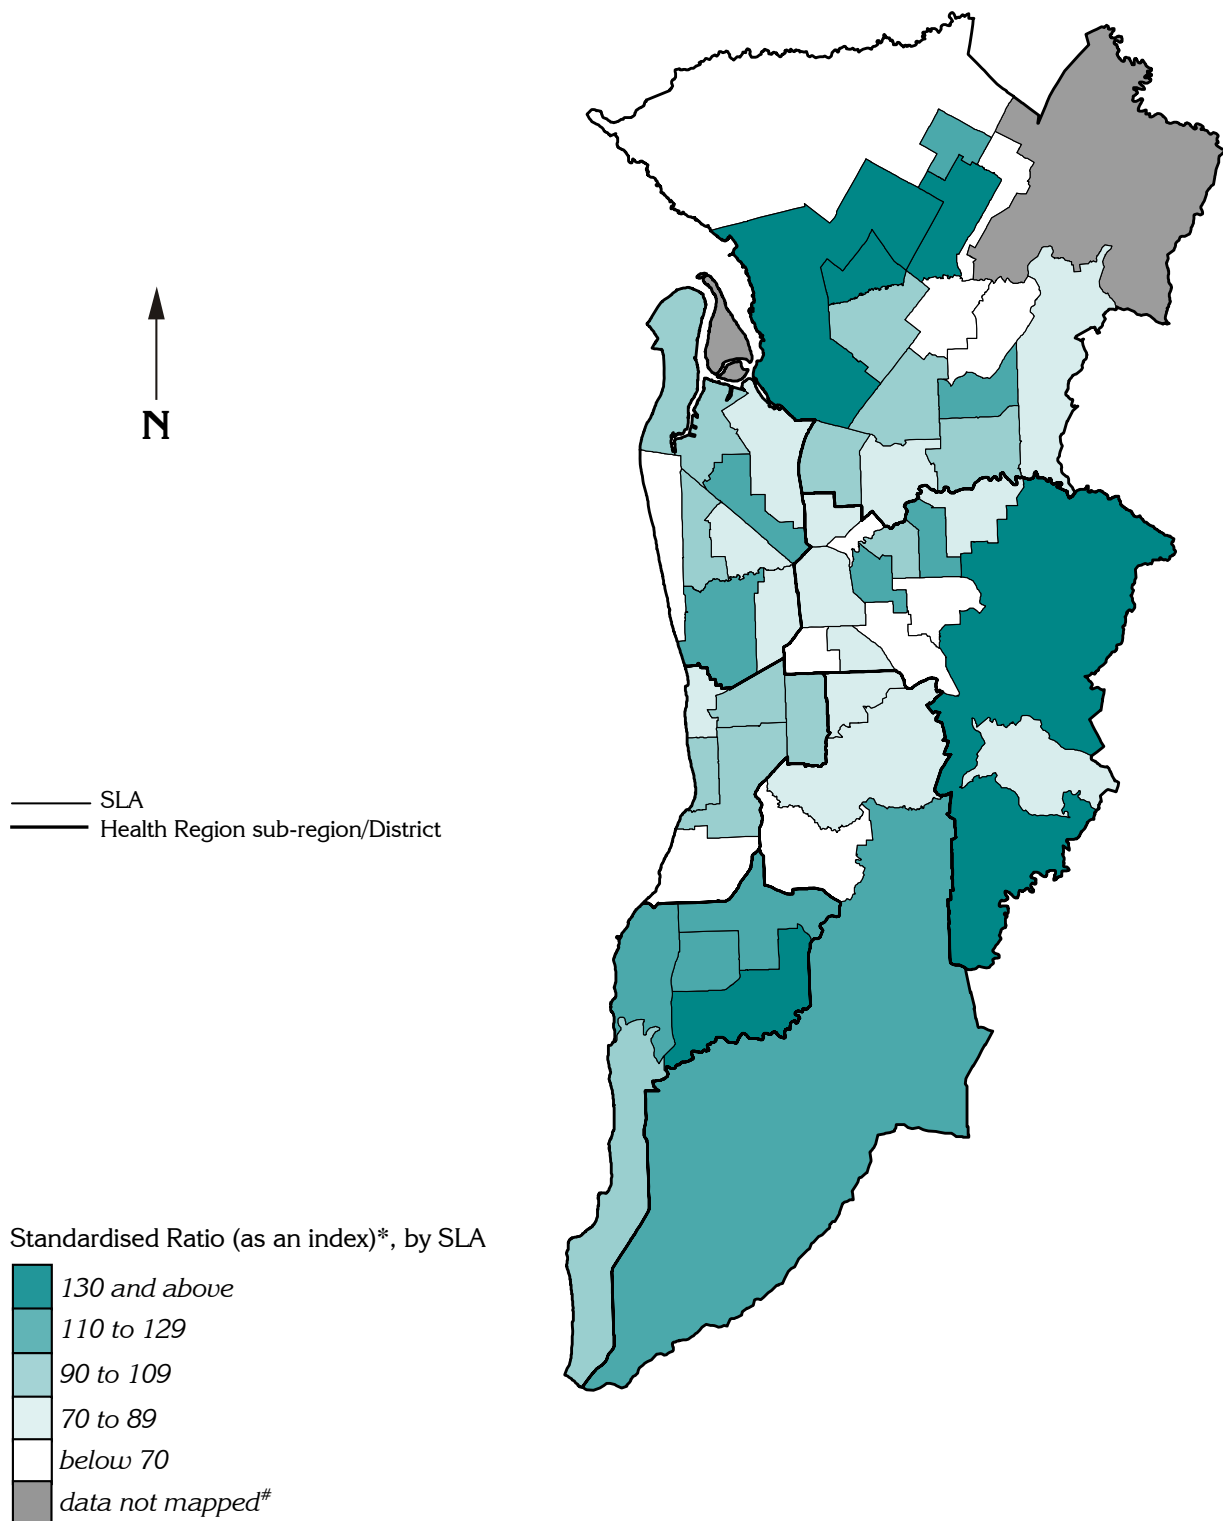 N
SLA
Health Region sub-region/District
Standardised Ratio (as an index)*, by SLA
130 and above
110 to 129
90 to 109
70 to 89
below 70
data not mapped#